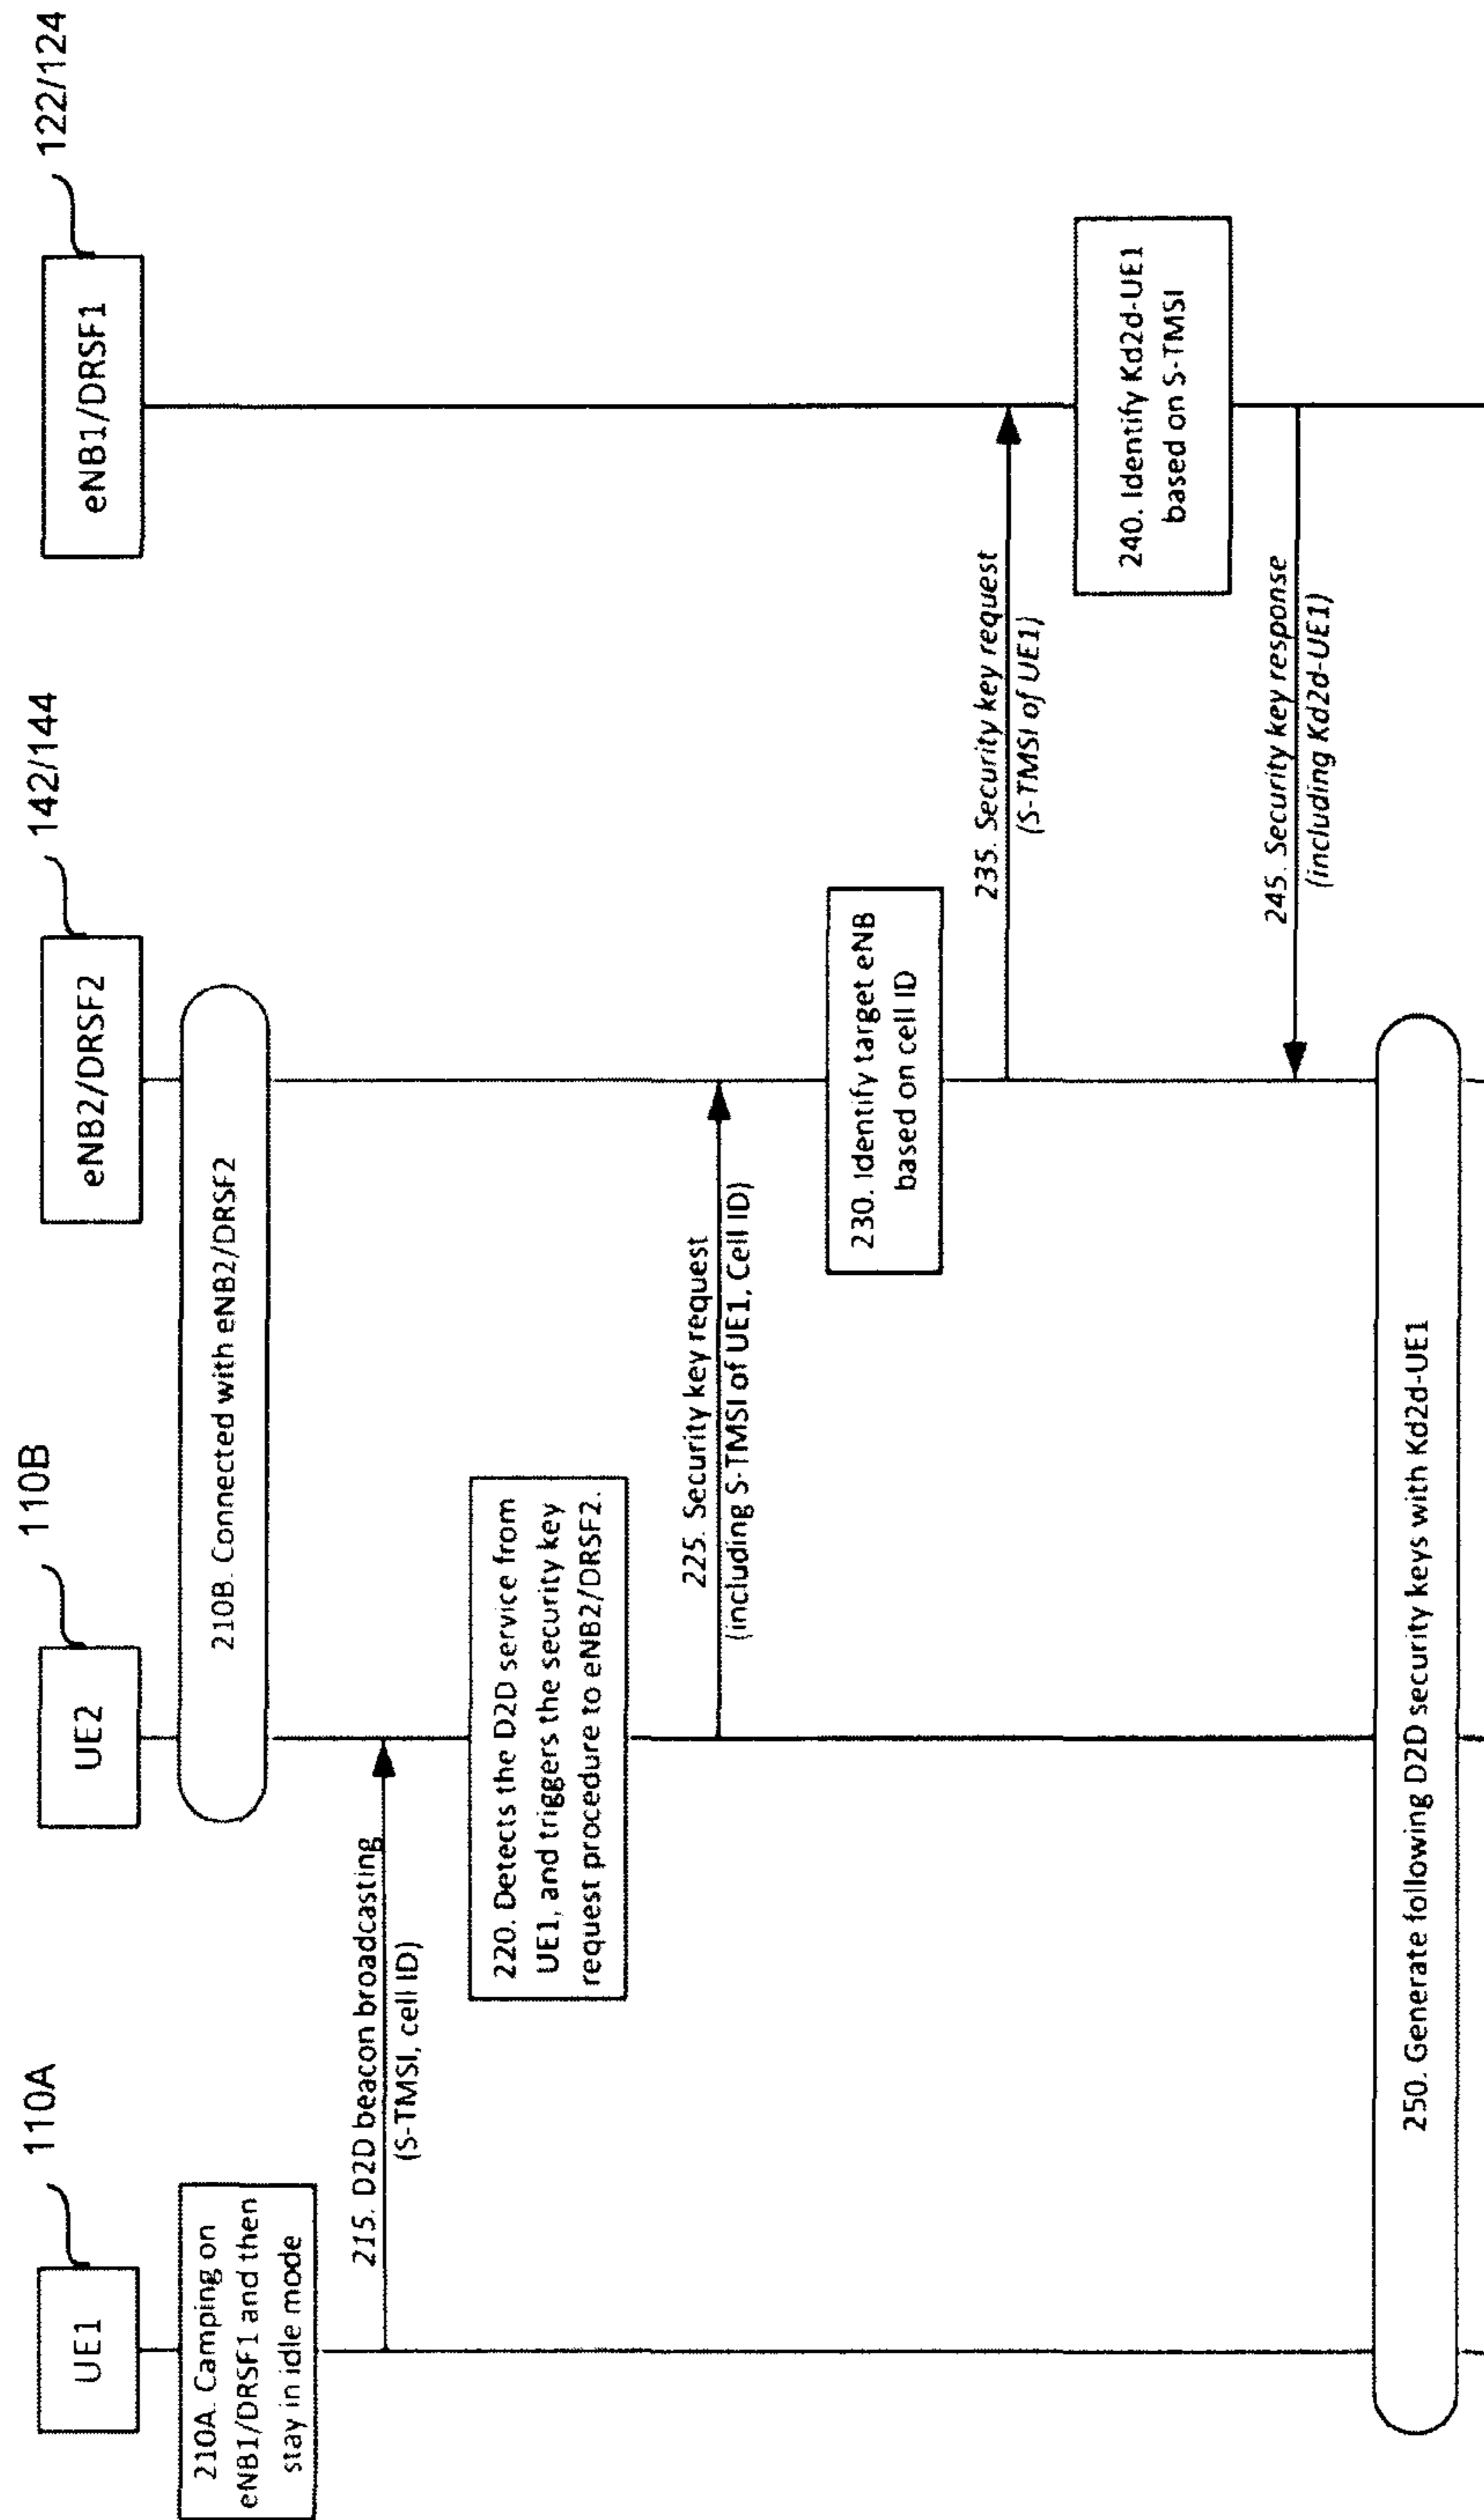 UE1
110A
UE2
110B
eNB2/DRSF2
142/144
eNB1/DRSF1
122/124
210A. Camping on
eNB1/DRSF1 and then
stay in idle mode
210B. Connected with eNB2/DRSF2
215. D2D beacon broadcasting
(S-TMSI, cell ID)
220. Detects the D2D service from
UE1, and triggers the security key
request procedure to eNB2/DRSF2.
225. Security key request
(including S-TMSI of UE1, Cell ID)
230. Identify target eNB
based on cell ID
235. Security key request
(S-TMSI of UE1)
240. Identify Kd2d-UE1
based on S-TMSI
245. Security key response
(including Kd2d-UE1)
250. Generate following D2D security keys with Kd2d-UE1